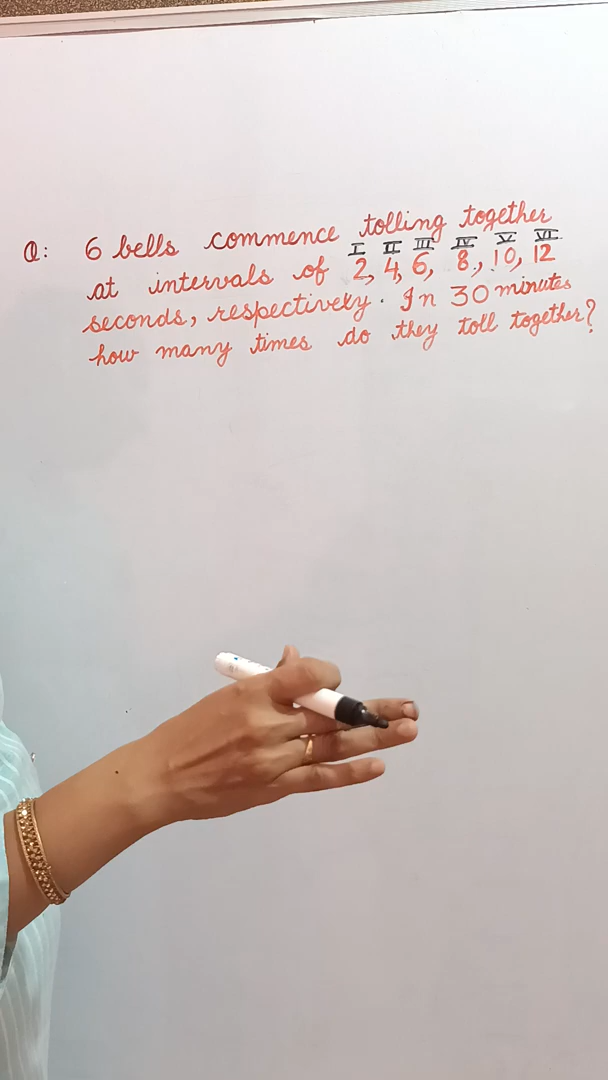 Q: 6 bells commence tolling together
I II III IV V VI
at intervals of 2, 4, 6, 8, 10, 12
seconds, respectively. In 30 minutes
how many times do they toll together?